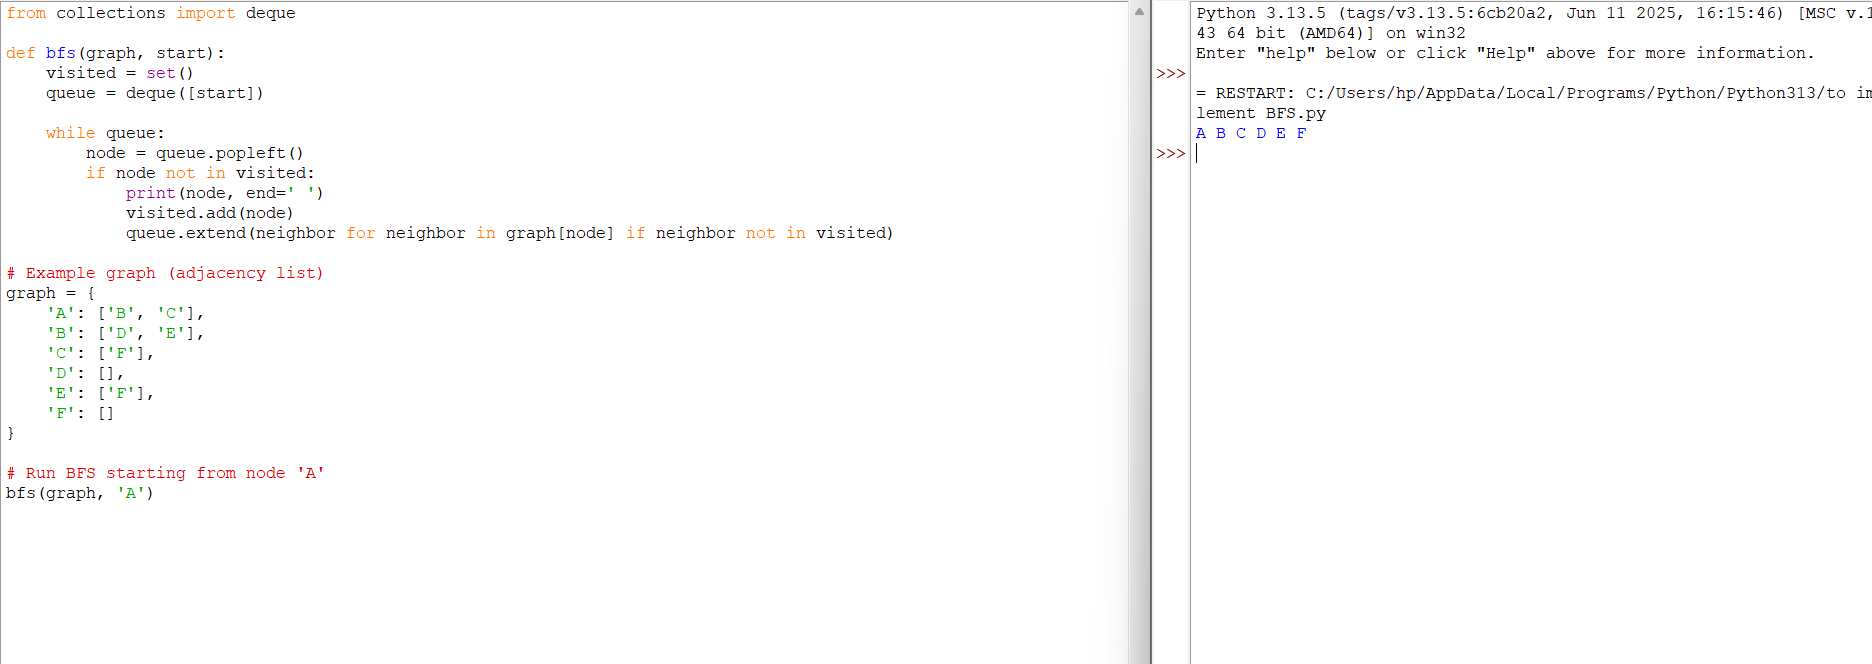 from collections import deque
def bfs(graph, start):
    visited = set()
    queue = deque([start])
    while queue:
        node = queue.popleft()
        if node not in visited:
            print(node, end=' ')
            visited.add(node)
            queue.extend(neighbor for neighbor in graph[node] if neighbor not in visited)
# Example graph (adjacency list)
graph = {
    'A': ['B', 'C'],
    'B': ['D', 'E'],
    'C': ['F'],
    'D': [],
    'E': ['F'],
    'F': []
}
# Run BFS starting from node 'A'
bfs(graph, 'A')
Python 3.13.5 (tags/v3.13.5:6cb20a2, Jun 11 2025, 16:15:46) [MSC v.1
43 64 bit (AMD64)] on win32
Enter "help" below or click "Help" above for more information.
>>>
= RESTART: C:/Users/hp/AppData/Local/Programs/Python/Python313/to im
lement BFS.py
A B C D E F
>>>